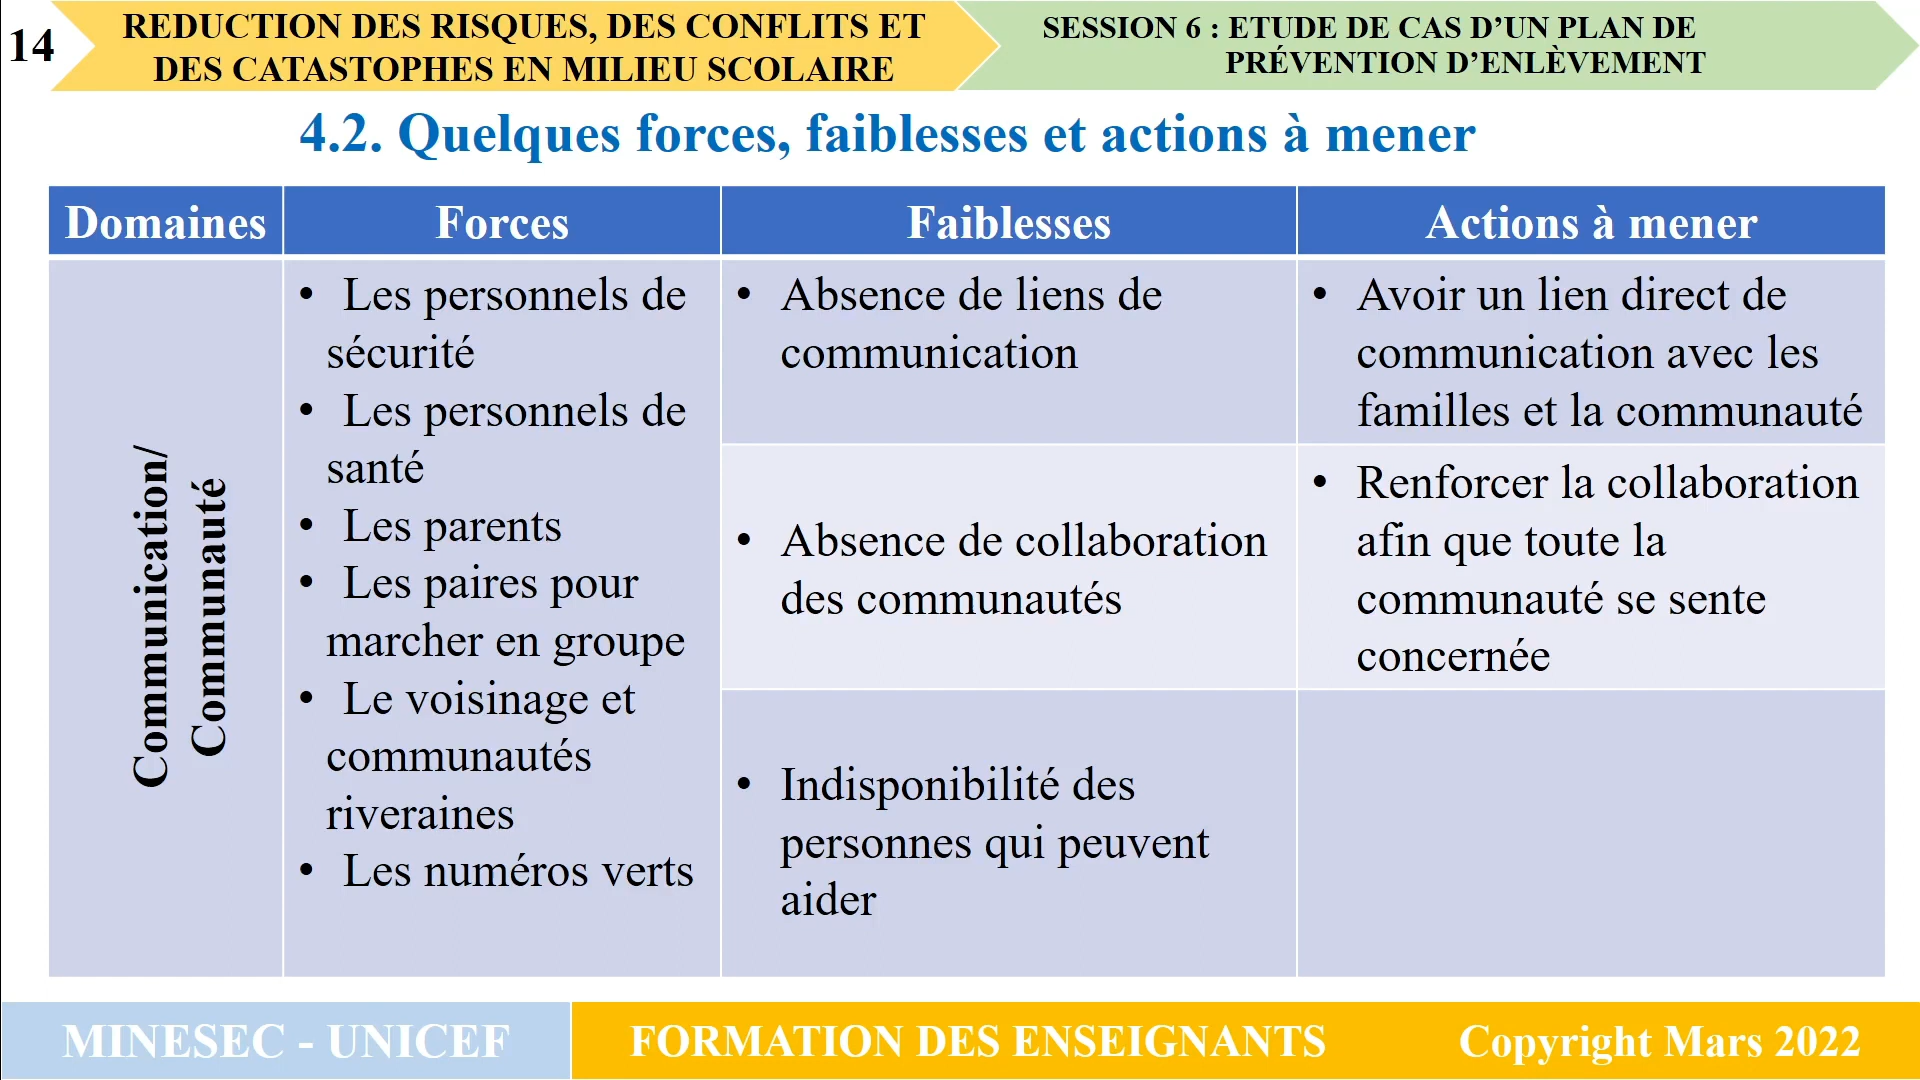 14
REDUCTION DES RISQUES, DES CONFLITS ET
DES CATASTOPHES EN MILIEU SCOLAIRE
SESSION 6 : ETUDE DE CAS D’UN PLAN DE
PRÉVENTION D’ENLÈVEMENT
4.2. Quelques forces, faiblesses et actions à mener
Domaines
Forces
Faiblesses
Actions à mener
Communication/
Communauté
• Les personnels de
sécurité
• Les personnels de
santé
• Les parents
• Les paires pour
marcher en groupe
• Le voisinage et
communautés
riveraines
• Les numéros verts
• Absence de liens de
communication
• Avoir un lien direct de
communication avec les
familles et la communauté
• Absence de collaboration
des communautés
• Renforcer la collaboration
afin que toute la
communauté se sente
concernée
• Indisponibilité des
personnes qui peuvent
aider
MINESEC - UNICEF
FORMATION DES ENSEIGNANTS
Copyright Mars 2022